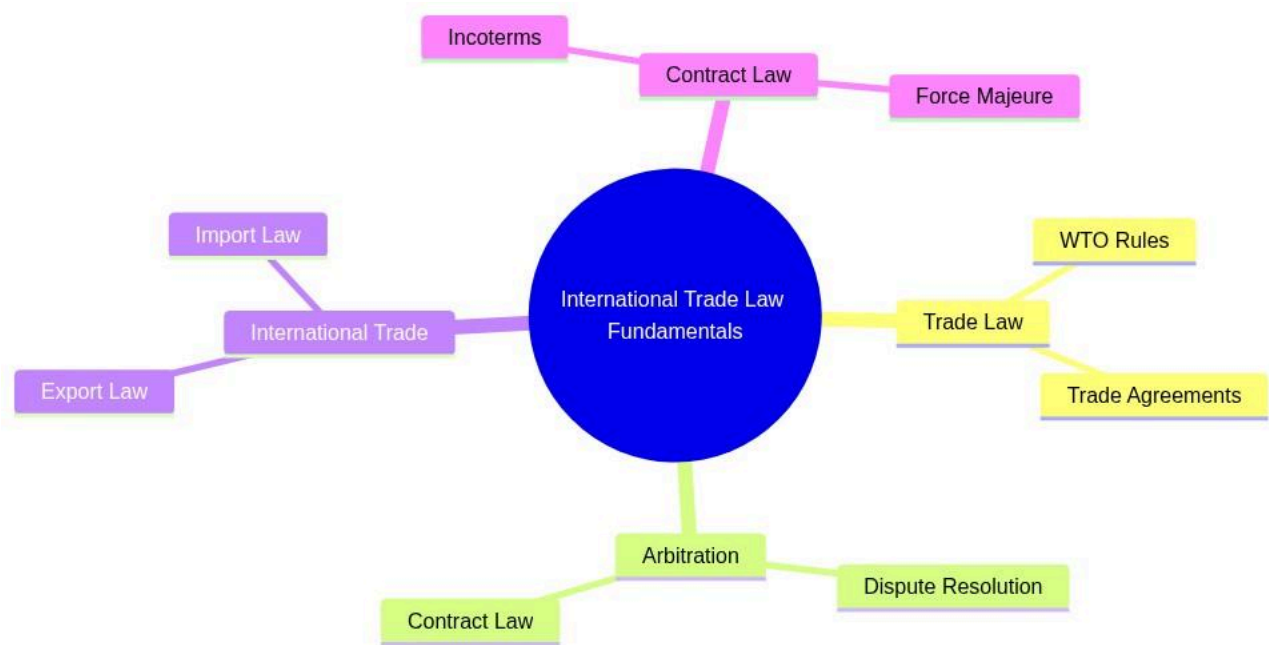 Incoterms
Contract Law
Force Majeure
Import Law
WTO Rules
International Trade Law
Fundamentals
Trade Law
International Trade
Export Law
Trade Agreements
Arbitration
Dispute Resolution
Contract Law